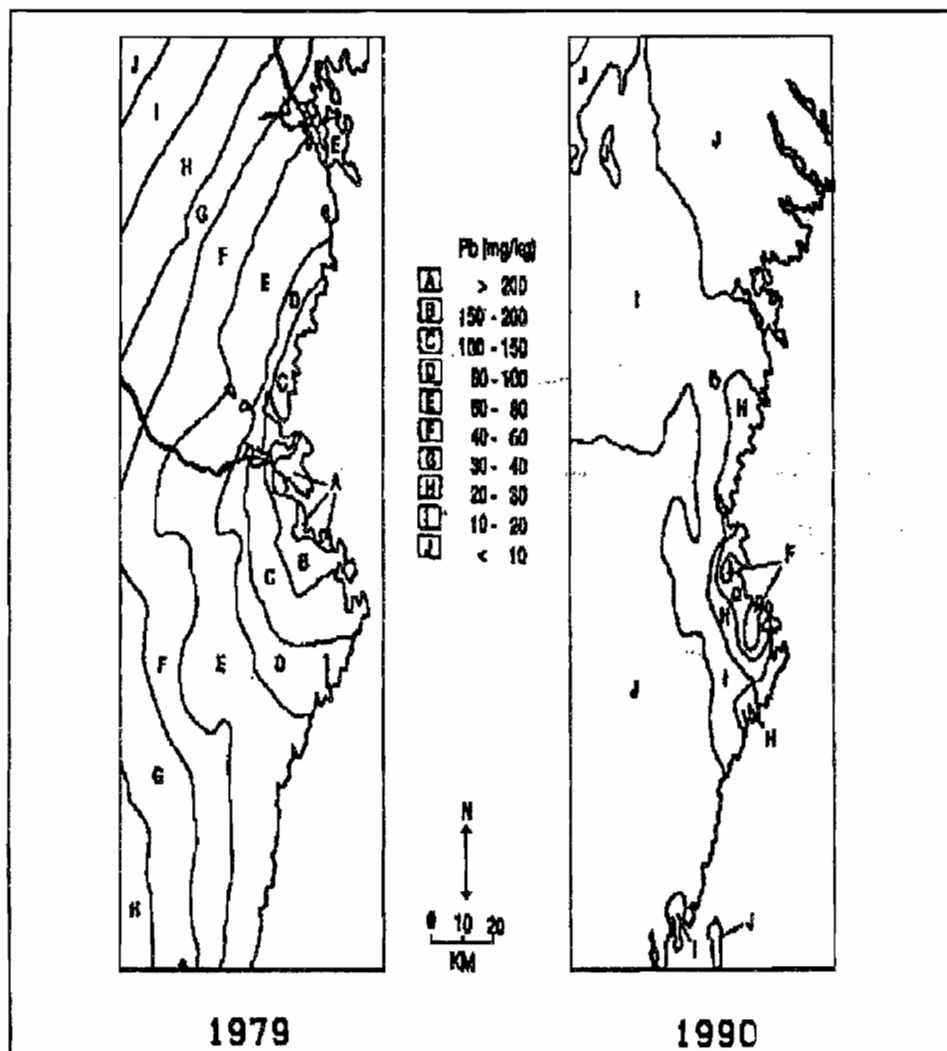 J
I
E
H
G
F
E
D
C
A
B
C
F
E
D
G
H
1979
Pb (mg/kg)
A > 200
B 150 - 200
C 100 - 150
D 80 - 100
E 60 - 80
F 40 - 60
G 30 - 40
H 20 - 30
I 10 - 20
J < 10
N
0 10 20
KM
J
J
I
H
F
G
H
I
J
H
J
I
1990